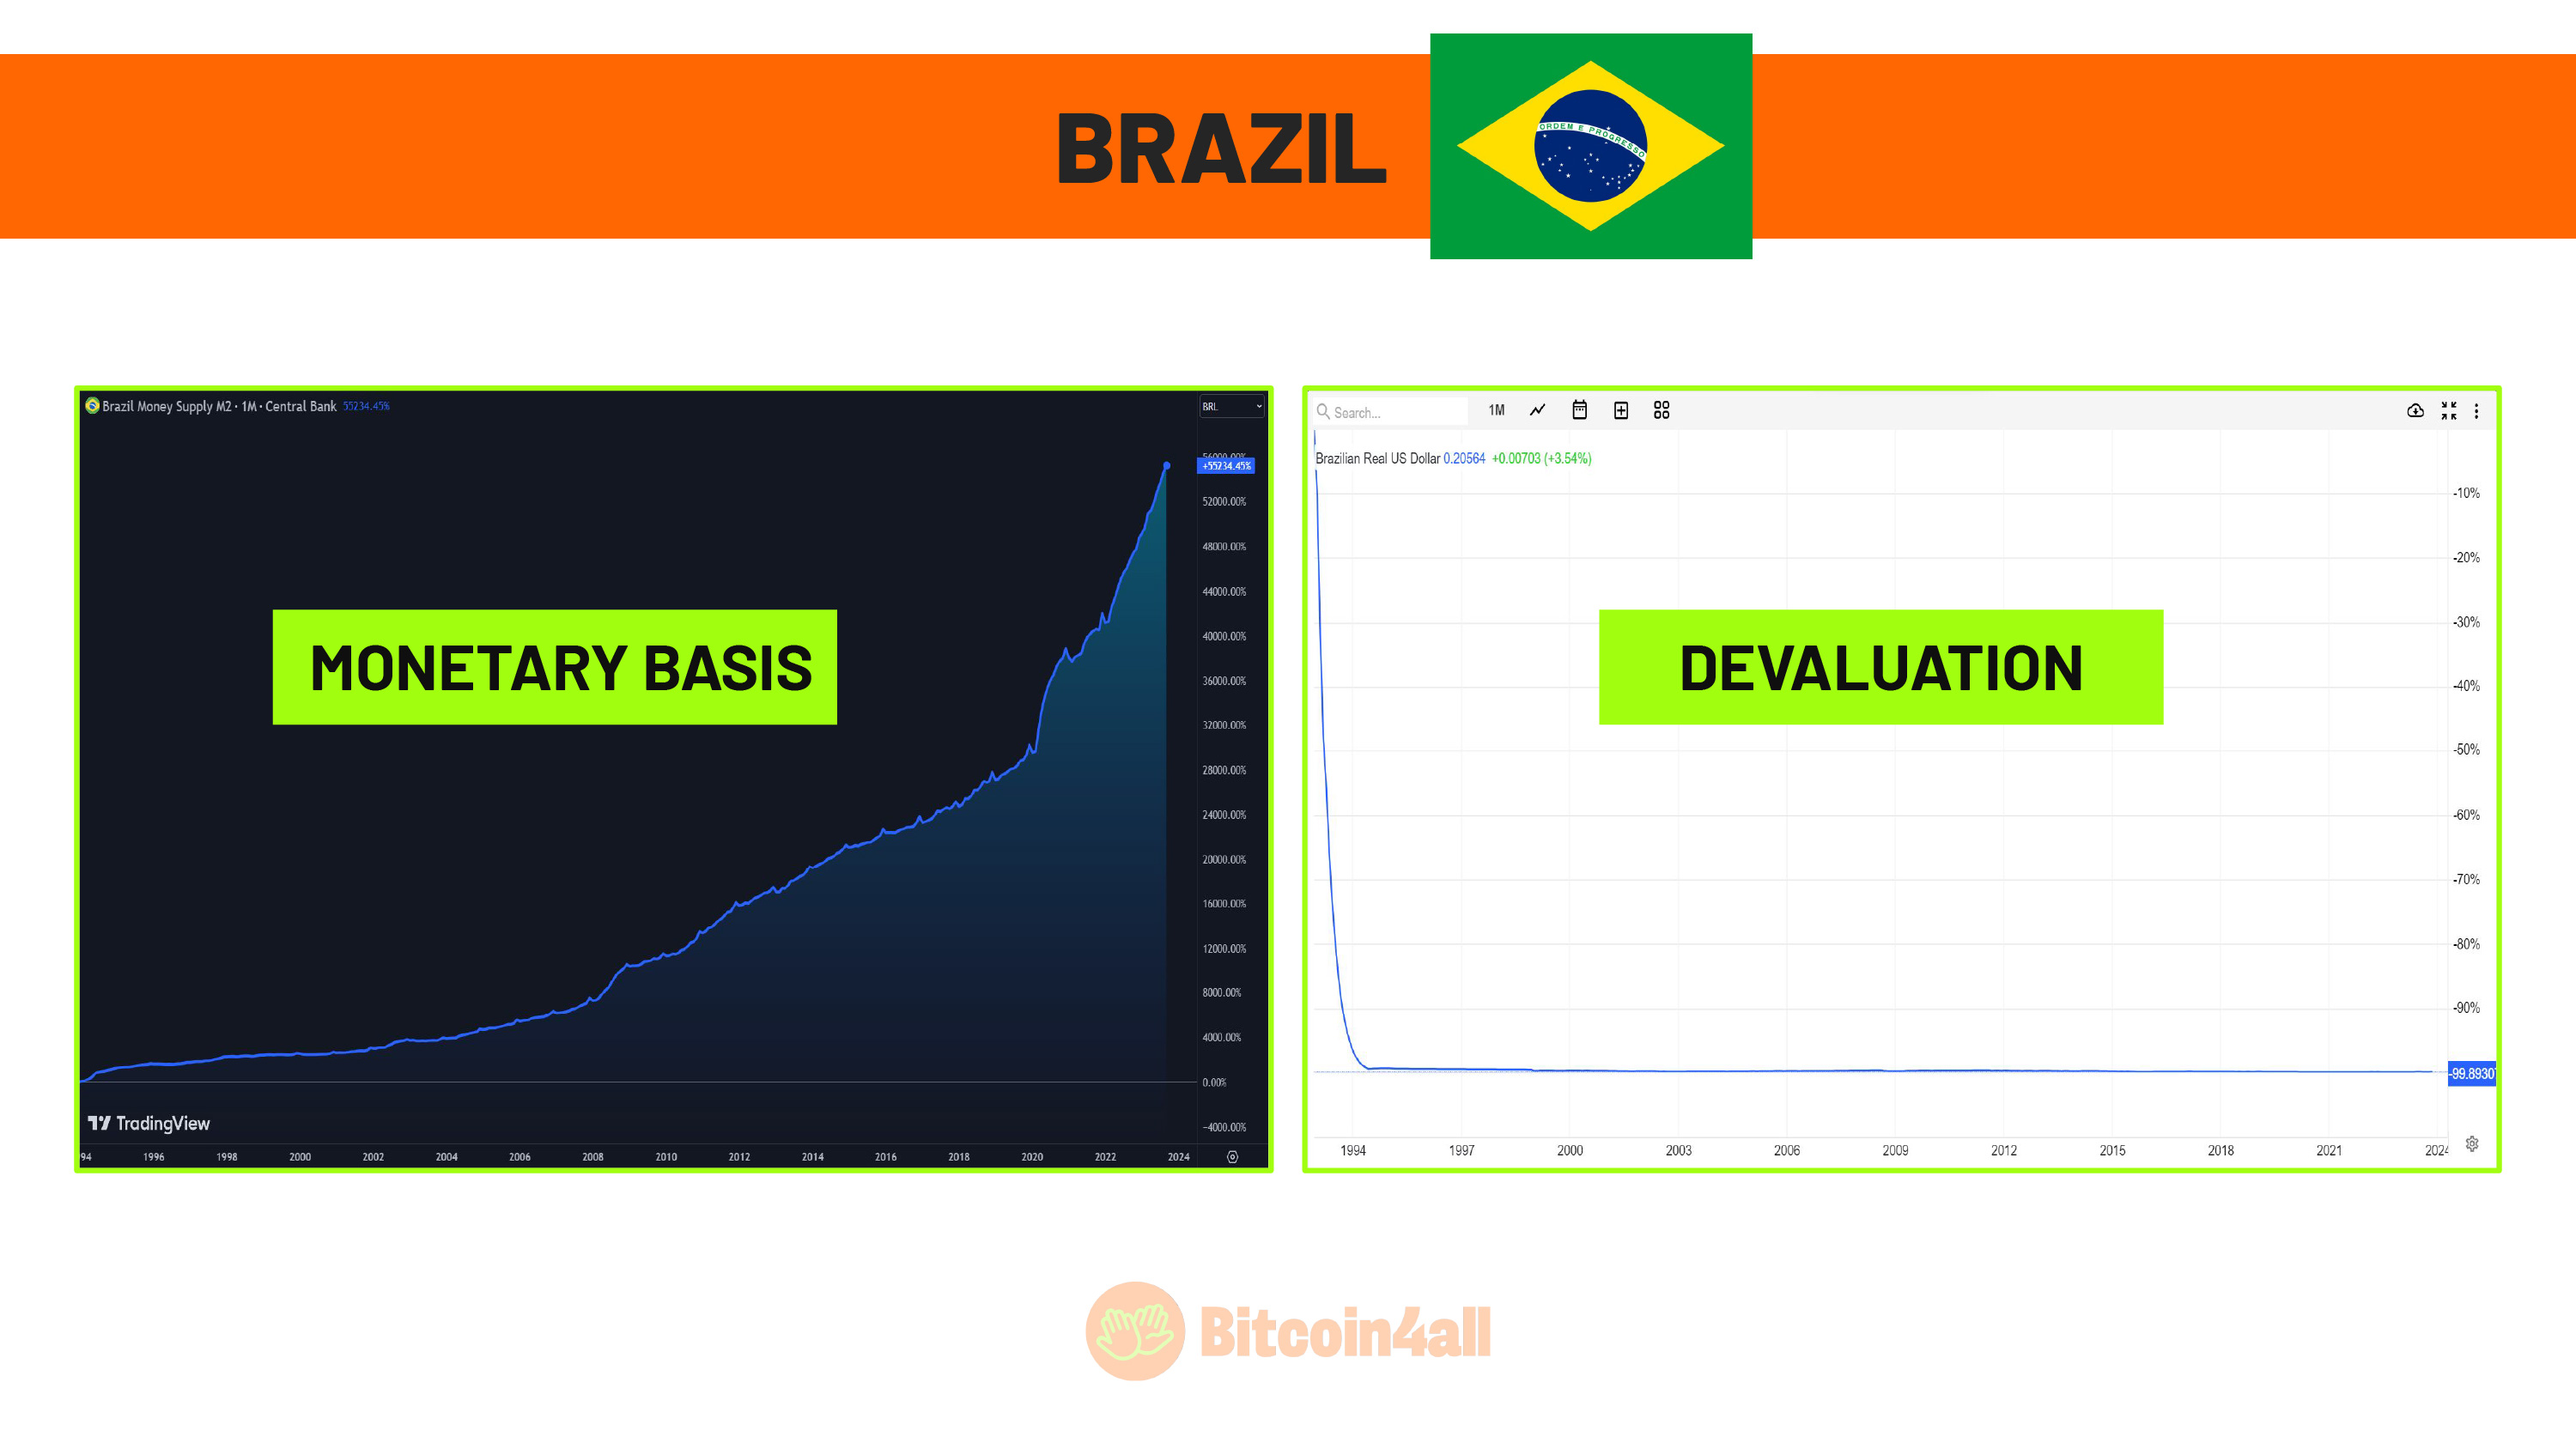 BRAZIL
ORDEM E PROGRESSO
Brazil Money Supply M2 · 1M · Central Bank 55234.45%
BRL
56000.00%
+55234.45%
52000.00%
48000.00%
44000.00%
40000.00%
36000.00%
32000.00%
28000.00%
24000.00%
20000.00%
16000.00%
12000.00%
8000.00%
4000.00%
0.00%
−4000.00%
MONETARY BASIS
TradingView
94 1996 1998 2000 2002 2004 2006 2008 2010 2012 2014 2016 2018 2020 2022 2024
Search... 1M
Brazilian Real US Dollar 0.20564 +0.00703 (+3.54%)
-10%
-20%
-30%
-40%
-50%
-60%
-70%
-80%
-90%
-99.8930
DEVALUATION
1994 1997 2000 2003 2006 2009 2012 2015 2018 2021 2024
Bitcoin4all